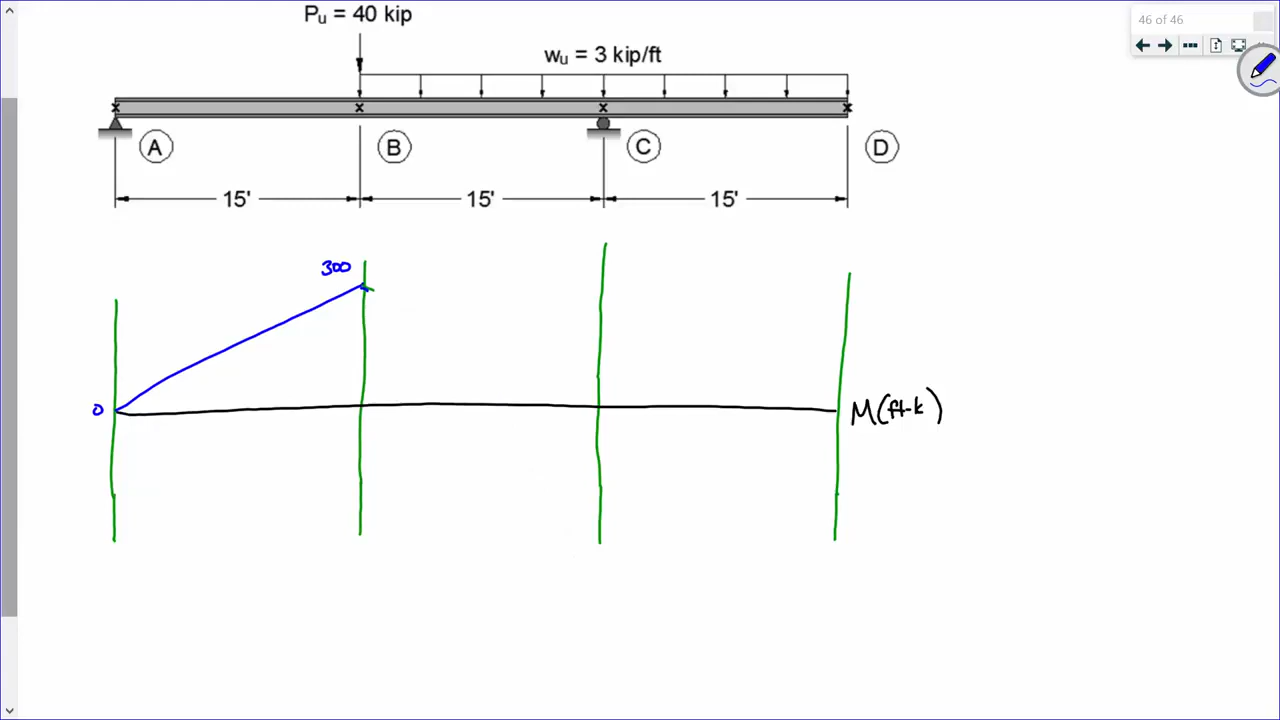 46 of 46
Pu = 40 kip
wu = 3 kip/ft
A B C D
15' 15' 15'
300
0 M(ft-k)